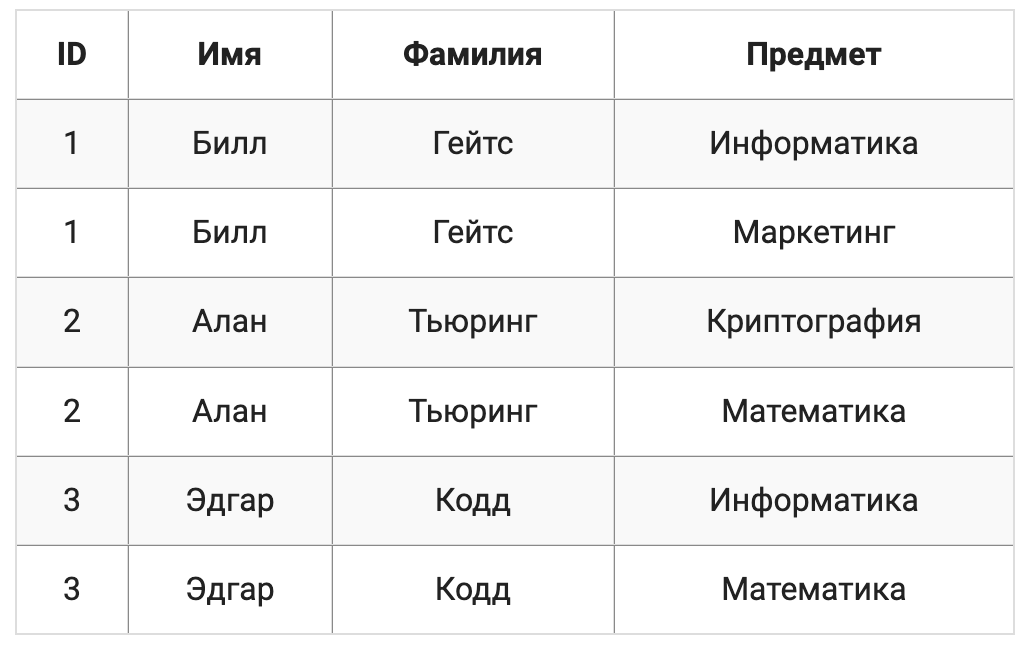 ID Имя Фамилия Предмет
1 Билл Гейтс Информатика
1 Билл Гейтс Маркетинг
2 Алан Тьюринг Криптография
2 Алан Тьюринг Математика
3 Эдгар Кодд Информатика
3 Эдгар Кодд Математика